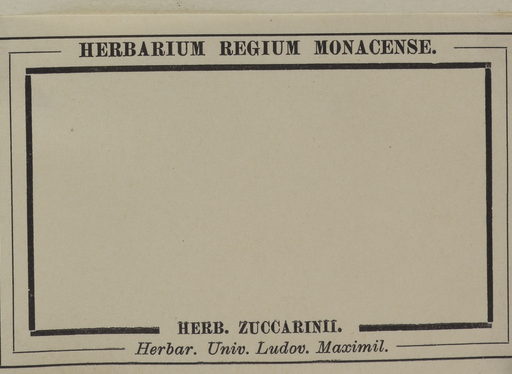 HERBARIUM REGIUM MONACENSE.
HERB. ZUCCARINII.
Herbar. Univ. Ludov. Maximil.